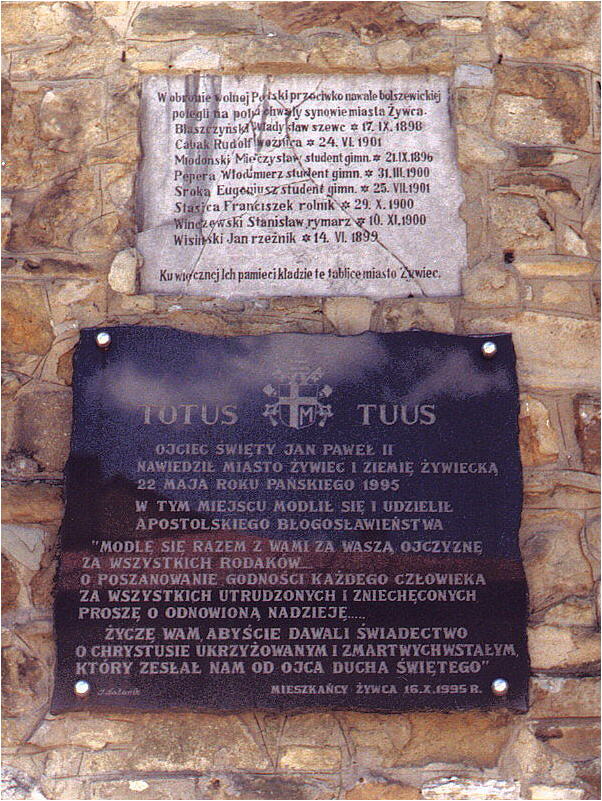 W obronie wolnej Polski przeciwko nawale bolszewickiej
polegli na polu chwały synowie miasta Żywca.
Błaszczyński Władysław szewc * 17. IX. 1898
Cabak Rudolf woźnica * 24. VI. 1901
Młodoński Mieczysław student gimn. * 21. IX. 1896
Pepera Włodzimierz student gimn. * 31. III. 1900
Sroka Eugeniusz student gimn. * 25. VII. 1901
Stasica Franciszek rolnik * 29. X. 1900
Winczewski Stanisław rymarz * 10. XI. 1900
Wisiński Jan rzeźnik * 14. VI. 1899
Ku wiecznej Ich pamieci kładzie te tablice miasto Żywiec.
TOTUS M TUUS
OJCIEC ŚWIĘTY JAN PAWEŁ II
NAWIEDZIŁ MIASTO ŻYWIEC I ZIEMIĘ ŻYWIECKĄ
22 MAJA ROKU PAŃSKIEGO 1995
W TYM MIEJSCU MODLIŁ SIĘ I UDZIELIŁ
APOSTOLSKIEGO BŁOGOSŁAWIEŃSTWA
"MODLĘ SIĘ RAZEM Z WAMI ZA WASZĄ OJCZYZNĘ
ZA WSZYSTKICH RODAKÓW...
O POSZANOWANIE GODNOŚCI KAŻDEGO CZŁOWIEKA
ZA WSZYSTKICH UTRUDZONYCH I ZNIECHĘCONYCH
PROSZĘ O ODNOWIONĄ NADZIEJĘ.....
ŻYCZĘ WAM, ABYŚCIE DAWALI ŚWIADECTWO
O CHRYSTUSIE UKRZYŻOWANYM I ZMARTWYCHWSTAŁYM,
KTÓRY ZESŁAŁ NAM OD OJCA DUCHA ŚWIĘTEGO"
MIESZKAŃCY ŻYWCA 16.X.1995 R.